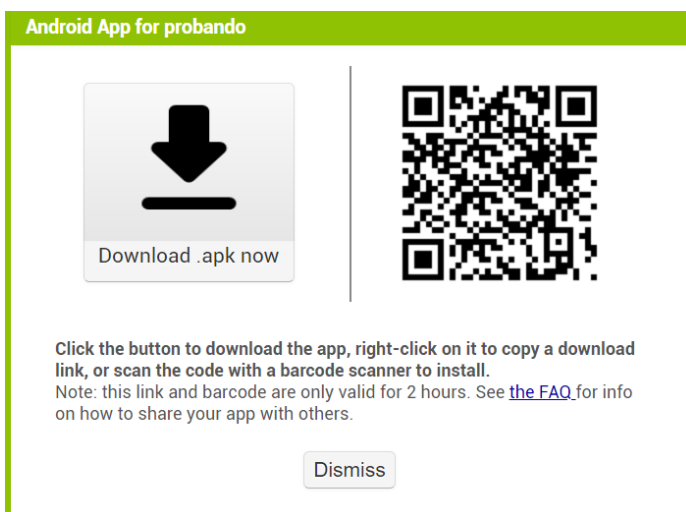 Android App for probando
Download .apk now
Click the button to download the app, right-click on it to copy a download
link, or scan the code with a barcode scanner to install.
Note: this link and barcode are only valid for 2 hours. See the FAQ for info
on how to share your app with others.
Dismiss